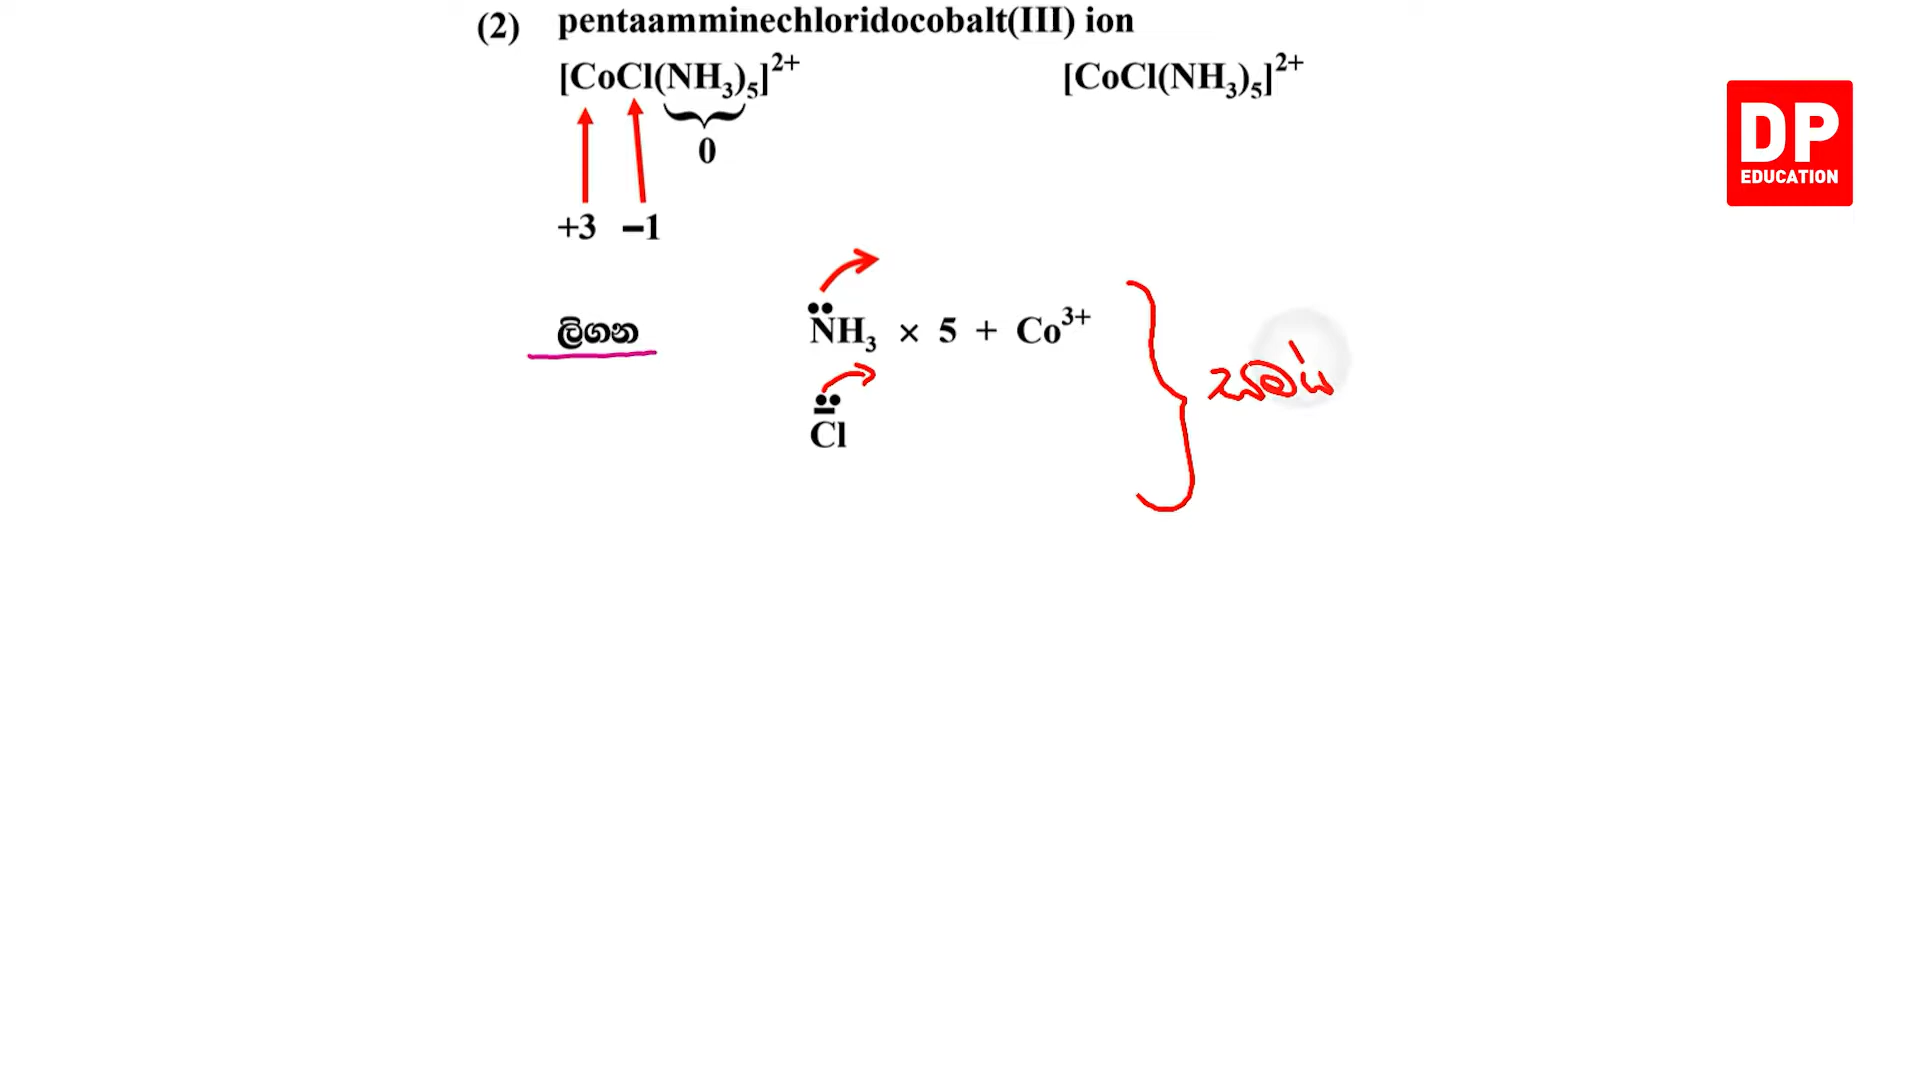 (2) pentaamminechloridocobalt(III) ion
[CoCl(NH₃)₅]²⁺ [CoCl(NH₃)₅]²⁺
0
+3 −1
DP
EDUCATION
ලිගන N̈H₃ × 5 + Co³⁺
Cl